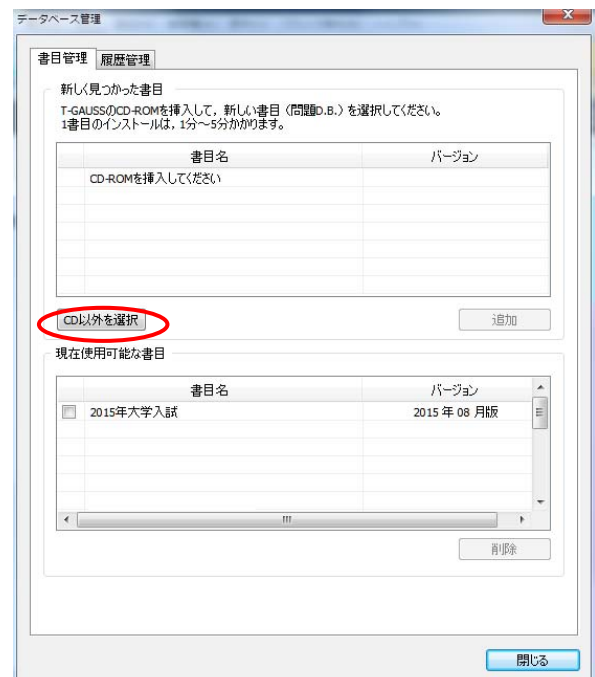 データベース管理
書目管理 履歴管理
新しく見つかった書目
T-GAUSSのCD-ROMを挿入して，新しい書目（問題D.B.）を選択してください。
1書目のインストールは，1分～5分かかります。
書目名 バージョン
CD-ROMを挿入してください
CD以外を選択 追加
現在使用可能な書目
書目名 バージョン
2015年大学入試 2015 年 08 月版
削除
閉じる